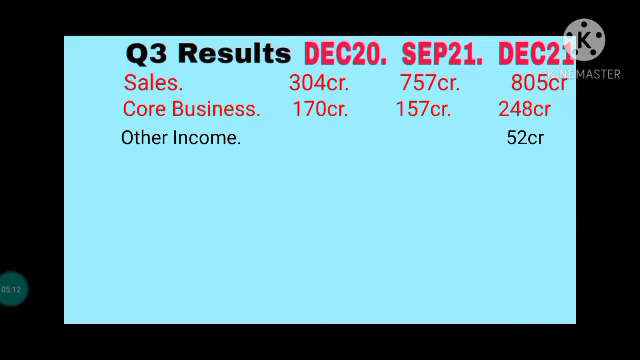 Q3 Results DEC20. SEP21. DEC21
KINEMASTER
Sales. 304cr. 757cr. 805cr
Core Business. 170cr. 157cr. 248cr
Other Income. 52cr
05:12